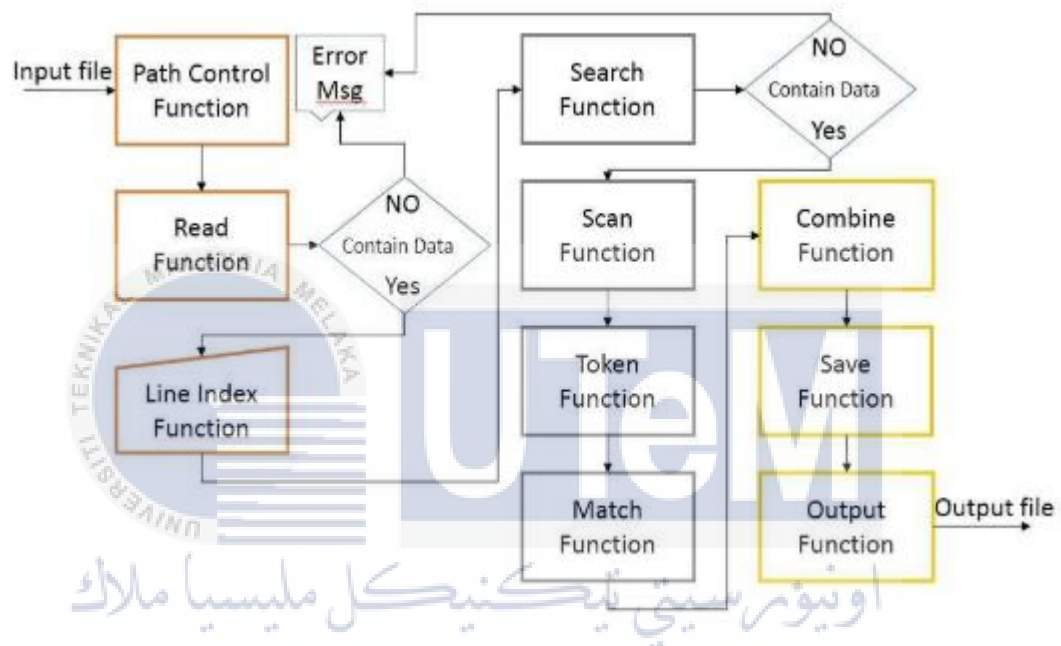 Input file
Path Control
Function
Error
Msg
Search
Function
NO
Contain Data
Yes
Read
Function
NO
Contain Data
Yes
Scan
Function
Combine
Function
Line Index
Function
Token
Function
Save
Function
Match
Function
Output
Function
Output file
UTeM
UNIVERSITI TEKNIKAL MALAYSIA MELAKA
اونيۏرسيتي تيكنيكل مليسيا ملاك